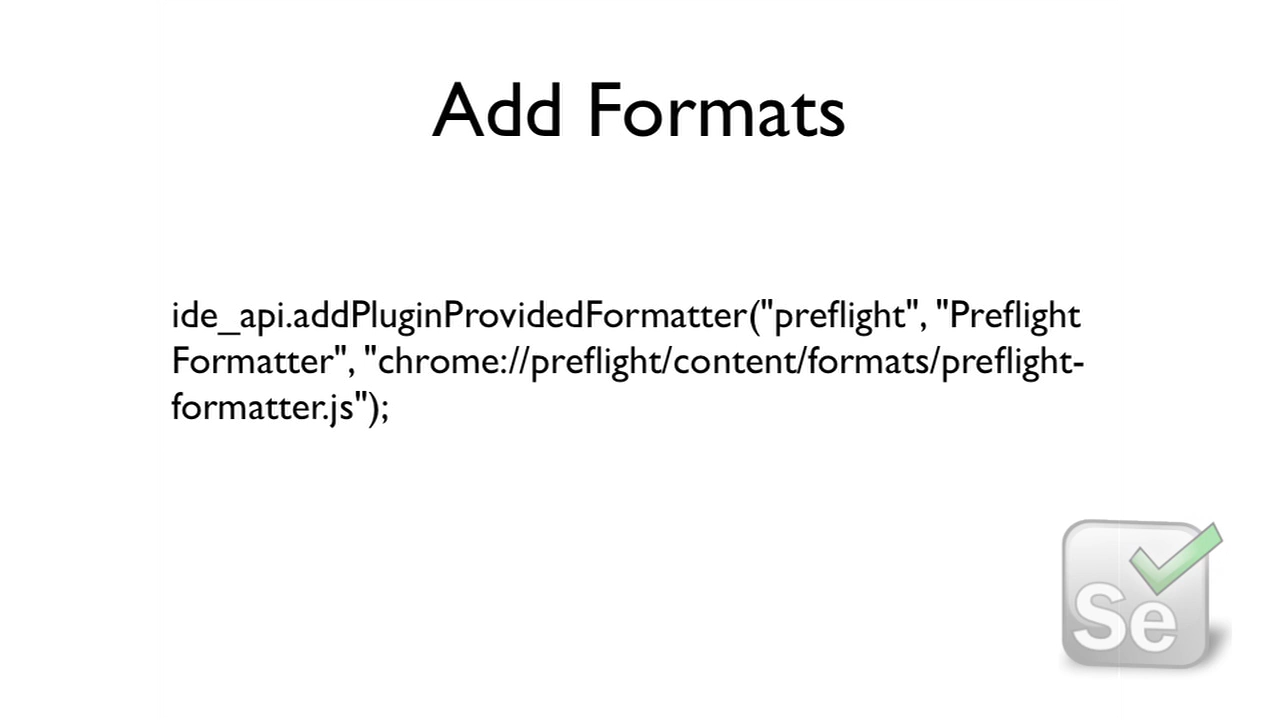 Add Formats
ide_api.addPluginProvidedFormatter("preflight", "Preflight
Formatter", "chrome://preflight/content/formats/preflight-
formatter.js");
Se